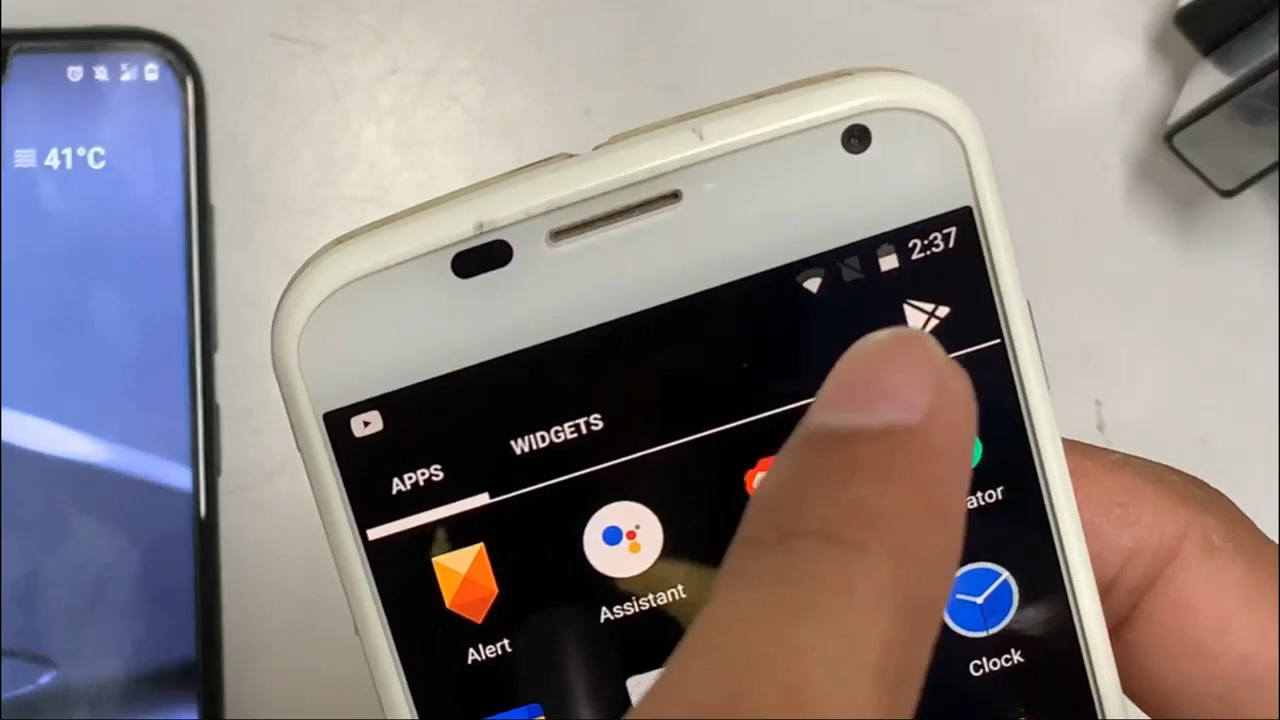 41°C
2:37
APPS
WIDGETS
ator
Assistant
Alert
Clock